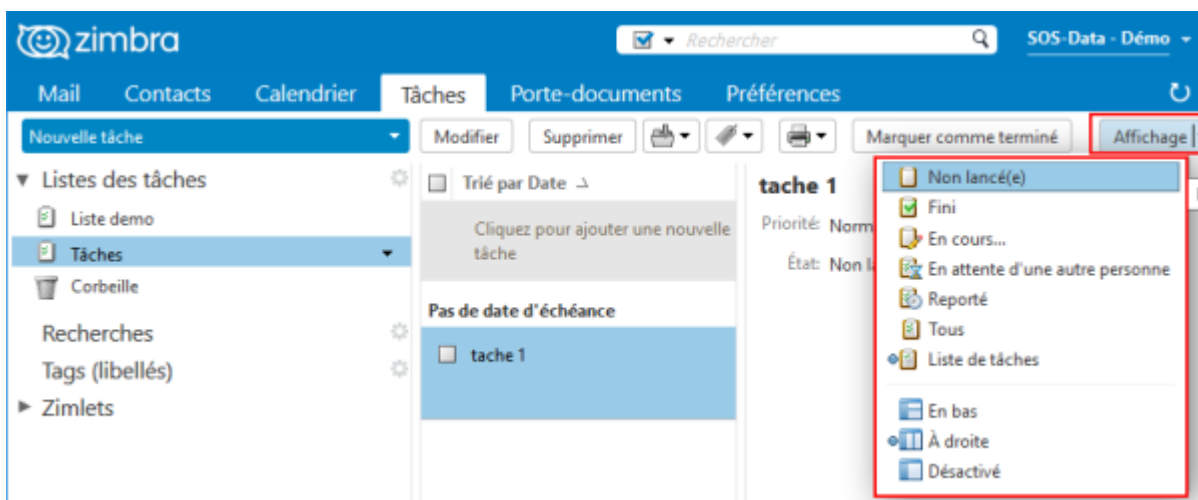 zimbra
Rechercher
SOS-Data - Démo
Mail Contacts Calendrier Tâches Porte-documents Préférences
Nouvelle tâche
Modifier Supprimer Marquer comme terminé Affichage
Listes des tâches
Liste demo
Tâches
Corbeille
Recherches
Tags (libellés)
Zimlets
Trié par Date
Cliquez pour ajouter une nouvelle
tâche
Pas de date d'échéance
tache 1
tache 1
Priorité: Norm
État: Non l
Non lancé(e)
Fini
En cours...
En attente d'une autre personne
Reporté
Tous
Liste de tâches
En bas
À droite
Désactivé